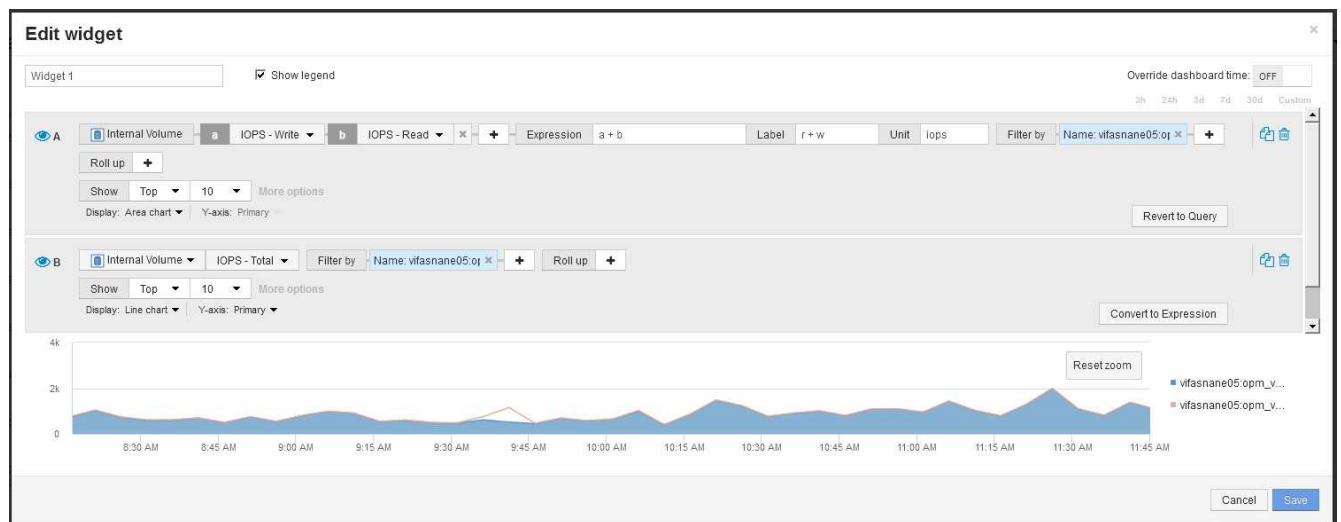 Edit widget
×
Widget 1
Show legend
Override dashboard time: OFF
3h 24h 3d 7d 30d Custom
A Internal Volume a IOPS - Write b IOPS - Read × + Expression a + b Label r + w Unit iops Filter by Name: vifasnane05:op × +
Roll up +
Show Top 10 More options
Display: Area chart Y-axis: Primary
Revert to Query
B Internal Volume IOPS - Total Filter by Name: vifasnane05:op × + Roll up +
Show Top 10 More options
Display: Line chart Y-axis: Primary
Convert to Expression
4k
2k
0
Reset zoom
vifasnane05:opm_v...
vifasnane05:opm_v...
8:30 AM 8:45 AM 9:00 AM 9:15 AM 9:30 AM 9:45 AM 10:00 AM 10:15 AM 10:30 AM 10:45 AM 11:00 AM 11:15 AM 11:30 AM 11:45 AM
Cancel Save